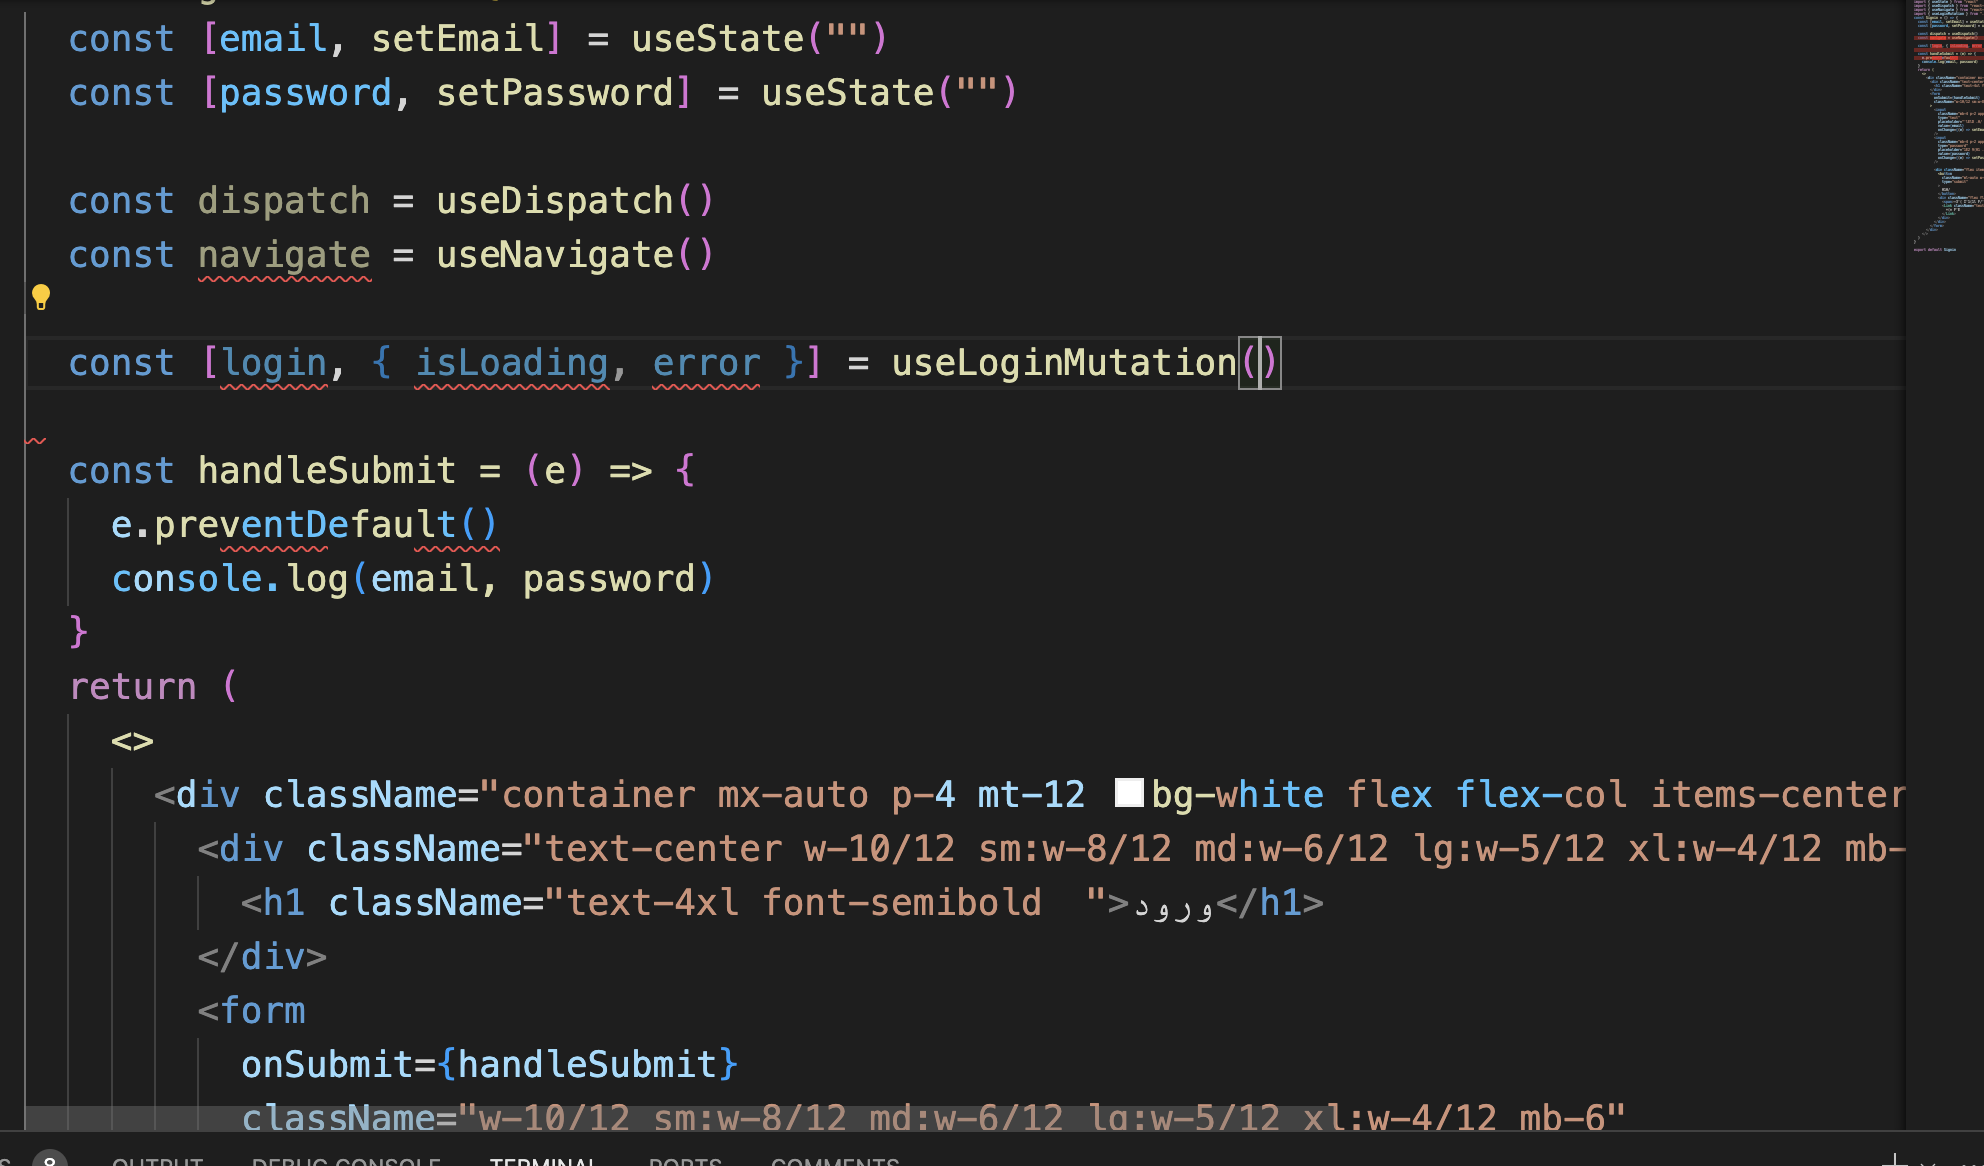 const [email, setEmail] = useState("")
const [password, setPassword] = useState("")
const dispatch = useDispatch()
const navigate = useNavigate()
const [login, { isLoading, error }] = useLoginMutation()
const handleSubmit = (e) => {
e.preventDefault()
console.log(email, password)
}
return (
<>
<div className="container mx-auto p-4 mt-12 bg-white flex flex-col items-center
<div className="text-center w-10/12 sm:w-8/12 md:w-6/12 lg:w-5/12 xl:w-4/12 mb-
<h1 className="text-4xl font-semibold  ">ورود</h1>
</div>
<form
onSubmit={handleSubmit}
className="w-10/12 sm:w-8/12 md:w-6/12 lg:w-5/12 xl:w-4/12 mb-6"
8 OUTPUT DEBUG CONSOLE TERMINAL PORTS COMMENTS